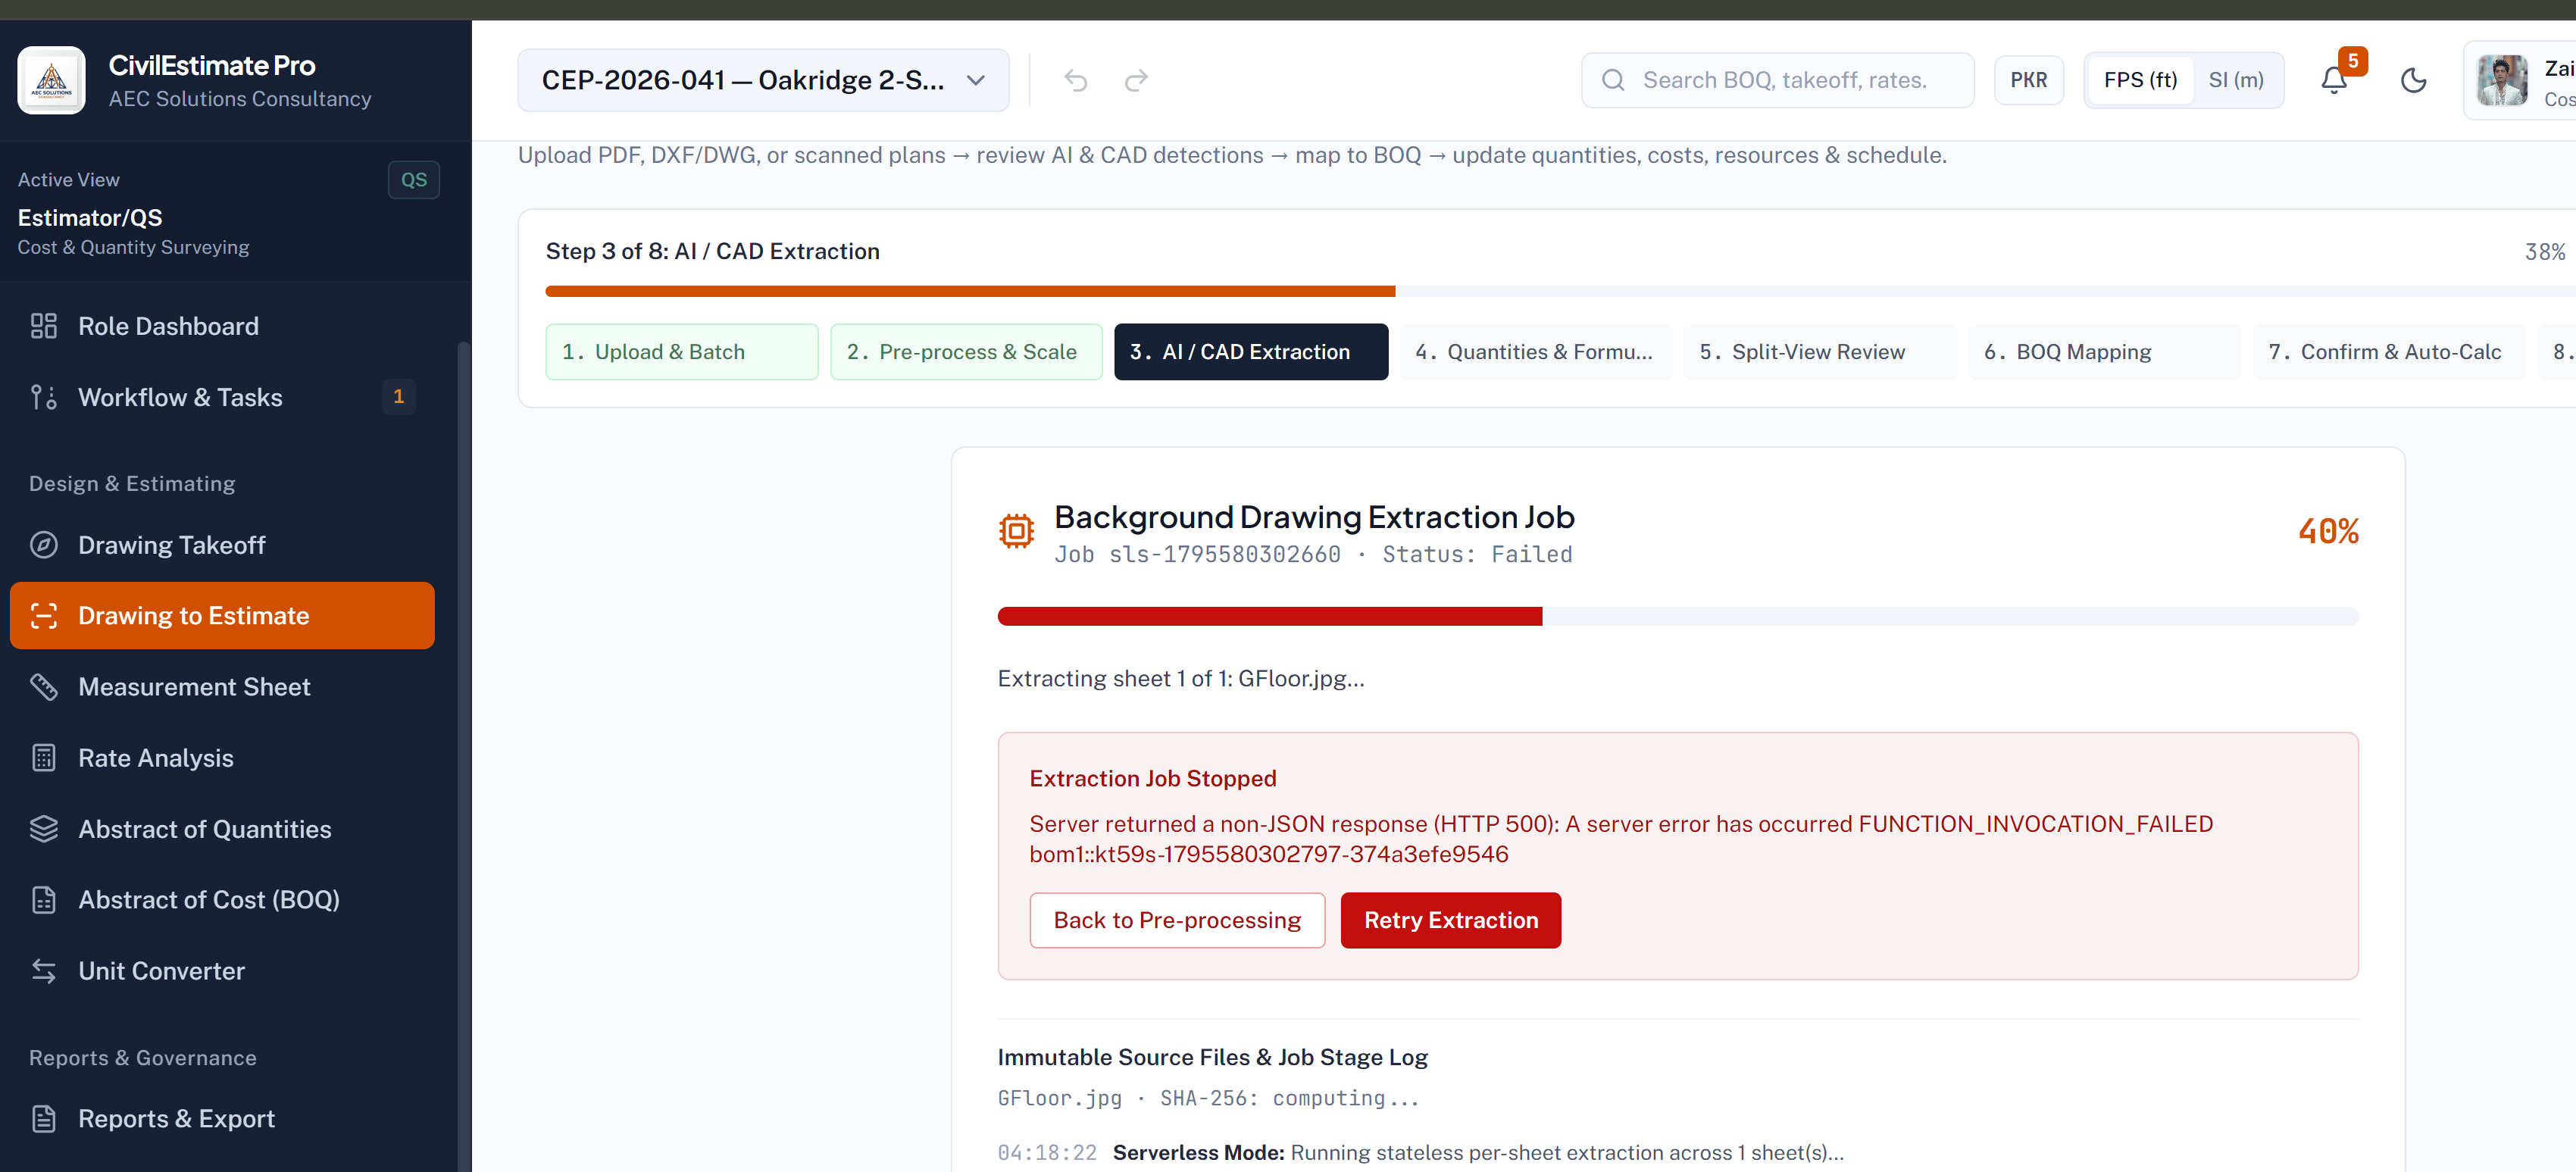 CivilEstimate Pro
AEC Solutions Consultancy
AEC SOLUTIONS
Active View
QS
Estimator/QS
Cost & Quantity Surveying
Role Dashboard
Workflow & Tasks
1
Design & Estimating
Drawing Takeoff
Drawing to Estimate
Measurement Sheet
Rate Analysis
Abstract of Quantities
Abstract of Cost (BOQ)
Unit Converter
Reports & Governance
Reports & Export
CEP-2026-041 — Oakridge 2-S...
Search BOQ, takeoff, rates.
PKR
FPS (ft)
SI (m)
5
Zai
Cos
Upload PDF, DXF/DWG, or scanned plans → review AI & CAD detections → map to BOQ → update quantities, costs, resources & schedule.
Step 3 of 8: AI / CAD Extraction
38%
1. Upload & Batch
2. Pre-process & Scale
3. AI / CAD Extraction
4. Quantities & Formu...
5. Split-View Review
6. BOQ Mapping
7. Confirm & Auto-Calc
8.
Background Drawing Extraction Job
Job sls-1795580302660 · Status: Failed
40%
Extracting sheet 1 of 1: GFloor.jpg...
Extraction Job Stopped
Server returned a non-JSON response (HTTP 500): A server error has occurred FUNCTION_INVOCATION_FAILED
bom1::kt59s-1795580302797-374a3efe9546
Back to Pre-processing
Retry Extraction
Immutable Source Files & Job Stage Log
GFloor.jpg · SHA-256: computing...
04:18:22 Serverless Mode: Running stateless per-sheet extraction across 1 sheet(s)...